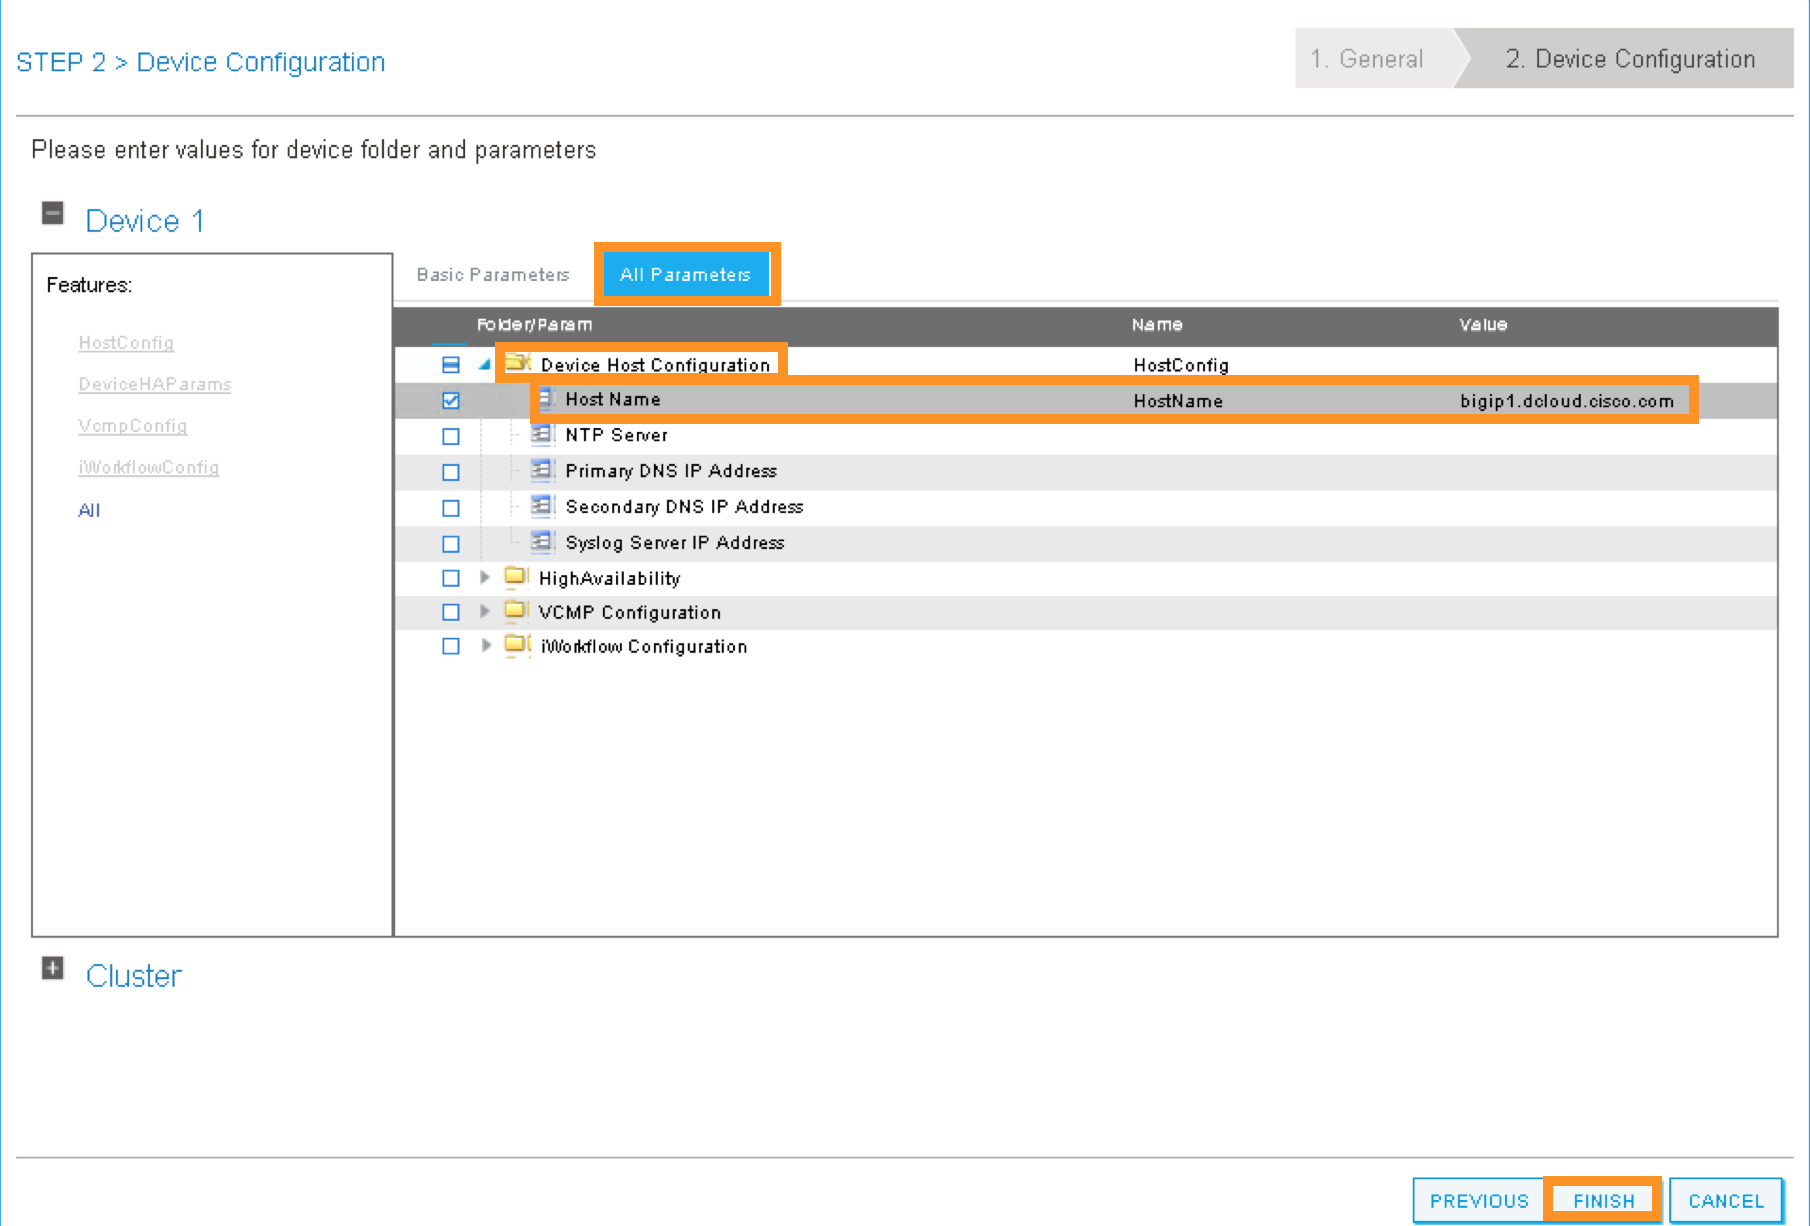 STEP 2 > Device Configuration
1. General
2. Device Configuration
Please enter values for device folder and parameters
Device 1
Features:
HostConfig
DeviceHAParams
VcmpConfig
iWorkflowConfig
All
Basic Parameters
All Parameters
Folder/Param Name Value
Device Host Configuration HostConfig
Host Name HostName bigip1.dcloud.cisco.com
NTP Server
Primary DNS IP Address
Secondary DNS IP Address
Syslog Server IP Address
HighAvailability
VCMP Configuration
iWorkflow Configuration
Cluster
PREVIOUS FINISH CANCEL